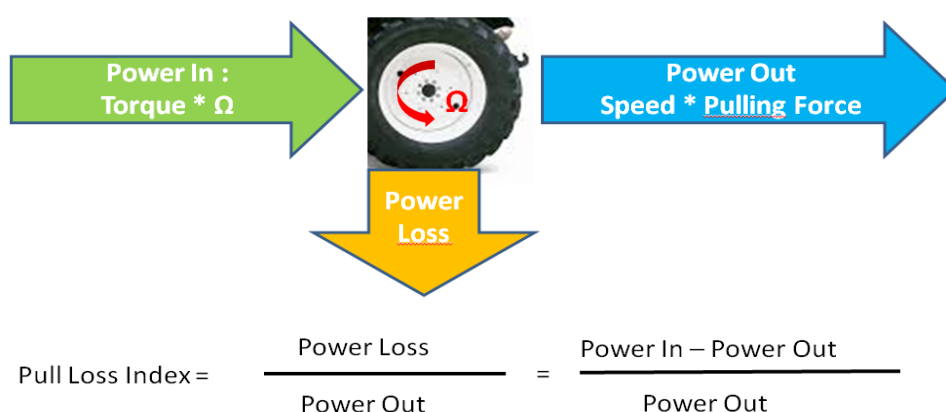 Power In :
Torque * Ω
Ω
Power Out
Speed * Pulling Force
Power
Loss
Pull Loss Index =
Power Loss
Power Out
=
Power In – Power Out
Power Out